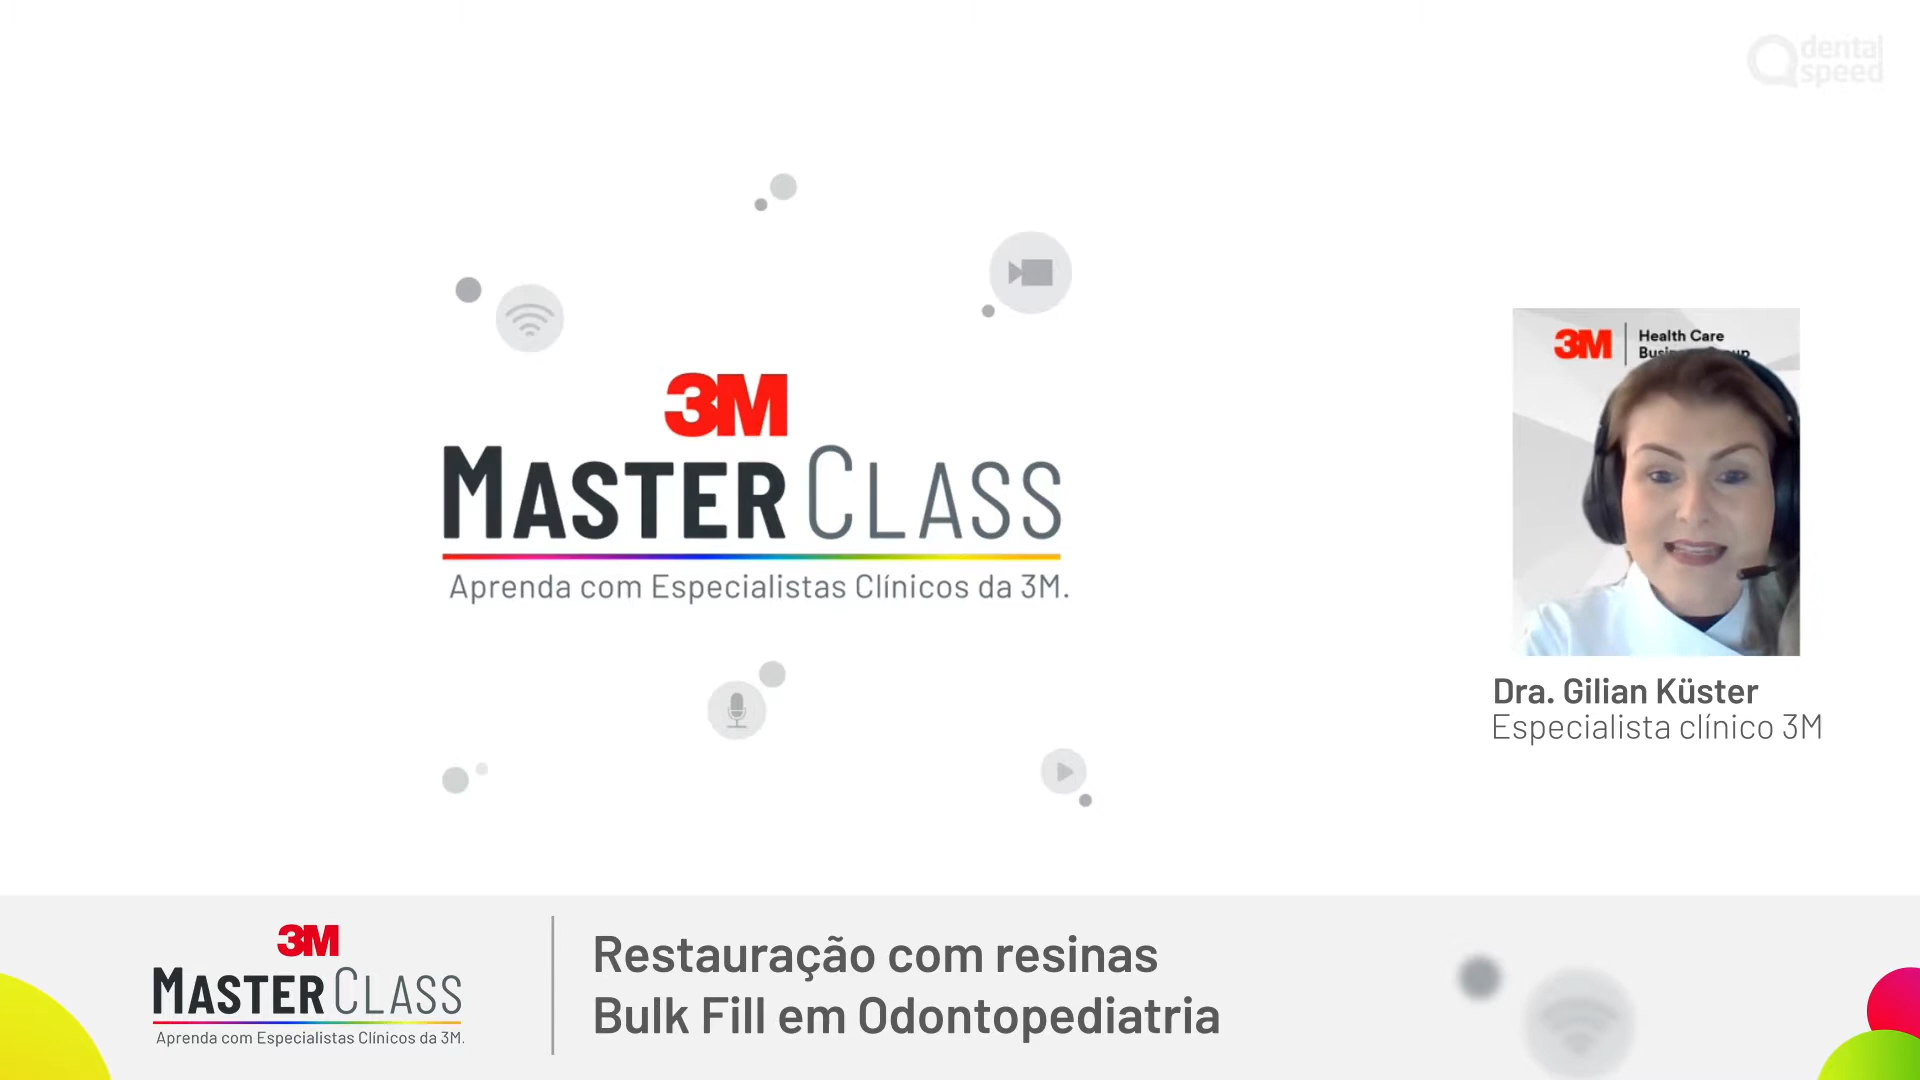 dental
speed
3M
MASTER CLASS
Aprenda com Especialistas Clínicos da 3M.
3M Health Care
Dra. Gilian Küster
Especialista clínico 3M
3M
MASTER CLASS
Aprenda com Especialistas Clínicos da 3M.
Restauração com resinas
Bulk Fill em Odontopediatria